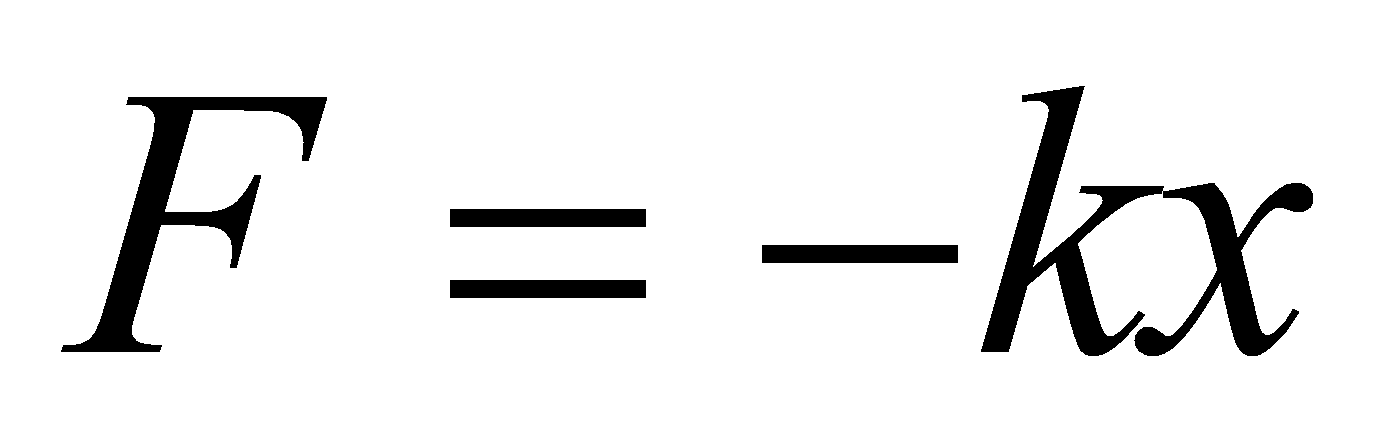 F = −kx